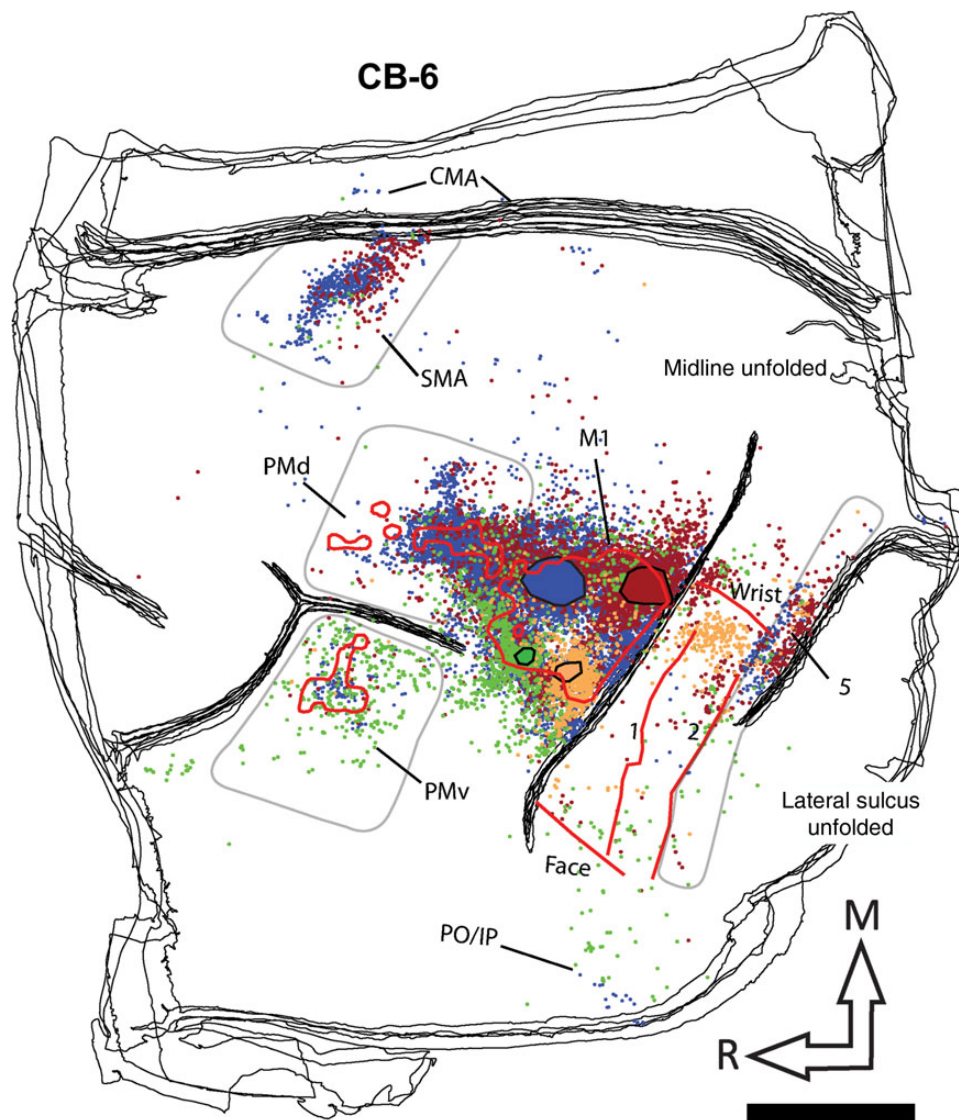 CB-6
CMA
SMA
Midline unfolded
M1
PMd
Wrist
5
1
2
PMv
Lateral sulcus
unfolded
Face
PO/IP
M
R